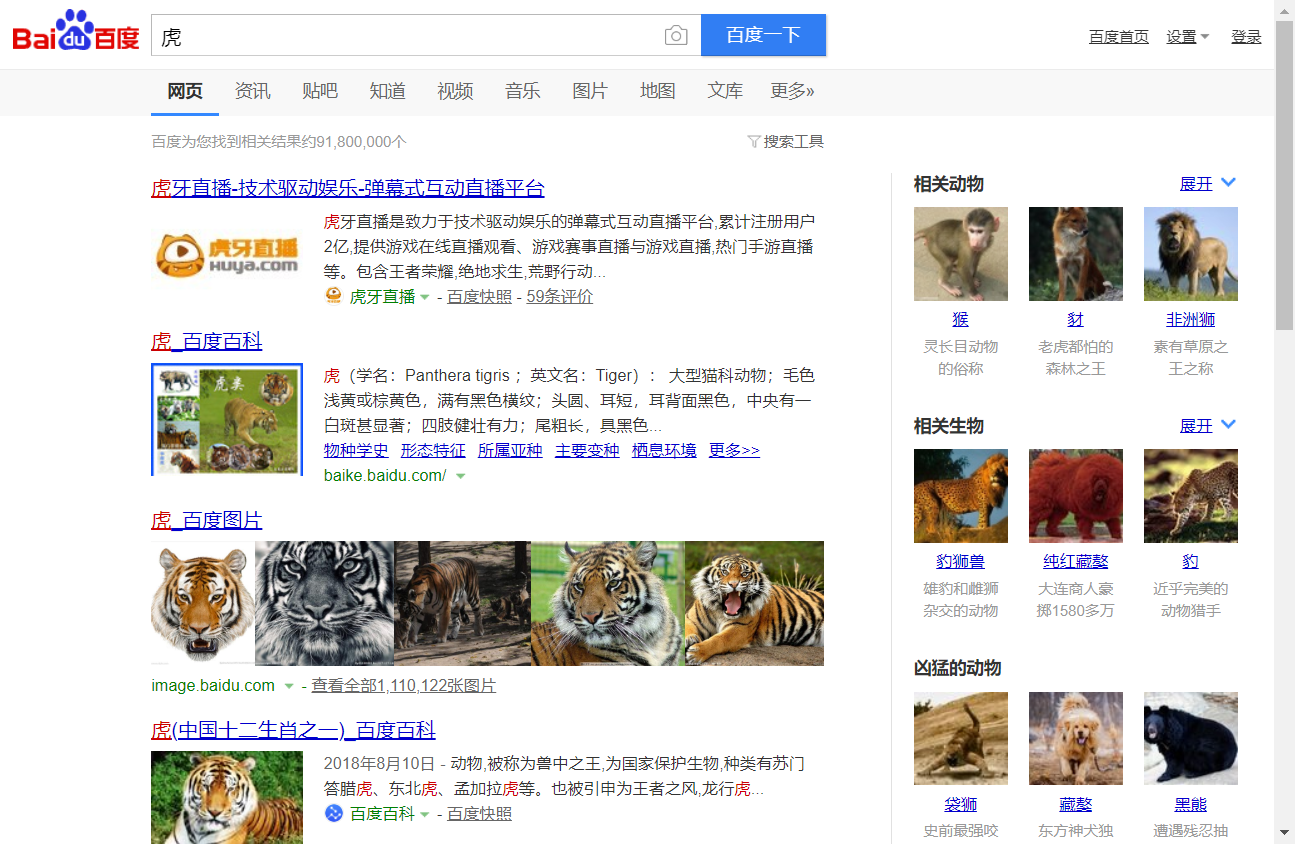 Bai du 百度
虎
百度一下
百度首页 设置 登录
网页 资讯 贴吧 知道 视频 音乐 图片 地图 文库 更多»
百度为您找到相关结果约91,800,000个
搜索工具
虎牙直播-技术驱动娱乐-弹幕式互动直播平台
虎牙直播
HUYA.COM
虎牙直播是致力于技术驱动娱乐的弹幕式互动直播平台,累计注册用户
2亿,提供游戏在线直播观看、游戏赛事直播与游戏直播,热门手游直播
等。包含王者荣耀,绝地求生,荒野行动...
虎牙直播 - 百度快照 - 59条评价
虎_百度百科
虎类
虎（学名：Panthera tigris ；英文名：Tiger）： 大型猫科动物；毛色
浅黄或棕黄色，满有黑色横纹；头圆、耳短，耳背面黑色，中央有一
白斑甚显著；四肢健壮有力；尾粗长，具黑色...
物种学史 形态特征 所属亚种 主要变种 栖息环境 更多>>
baike.baidu.com/
虎_百度图片
image.baidu.com - 查看全部1,110,122张图片
虎(中国十二生肖之一)_百度百科
2018年8月10日 - 动物,被称为兽中之王,为国家保护生物,种类有苏门
答腊虎、东北虎、孟加拉虎等。也被引申为王者之风,龙行虎...
百度百科 - 百度快照
相关动物 展开
猴 豺 非洲狮
灵长目动物 老虎都怕的 素有草原之
的俗称 森林之王 王之称
相关生物 展开
豹狮兽 纯红藏獒 豹
雄豹和雌狮 大连商人豪 近乎完美的
杂交的动物 掷1580多万 动物猎手
凶猛的动物
袋狮 藏獒 黑熊
史前最强咬 东方神犬独 遭遇残忍抽